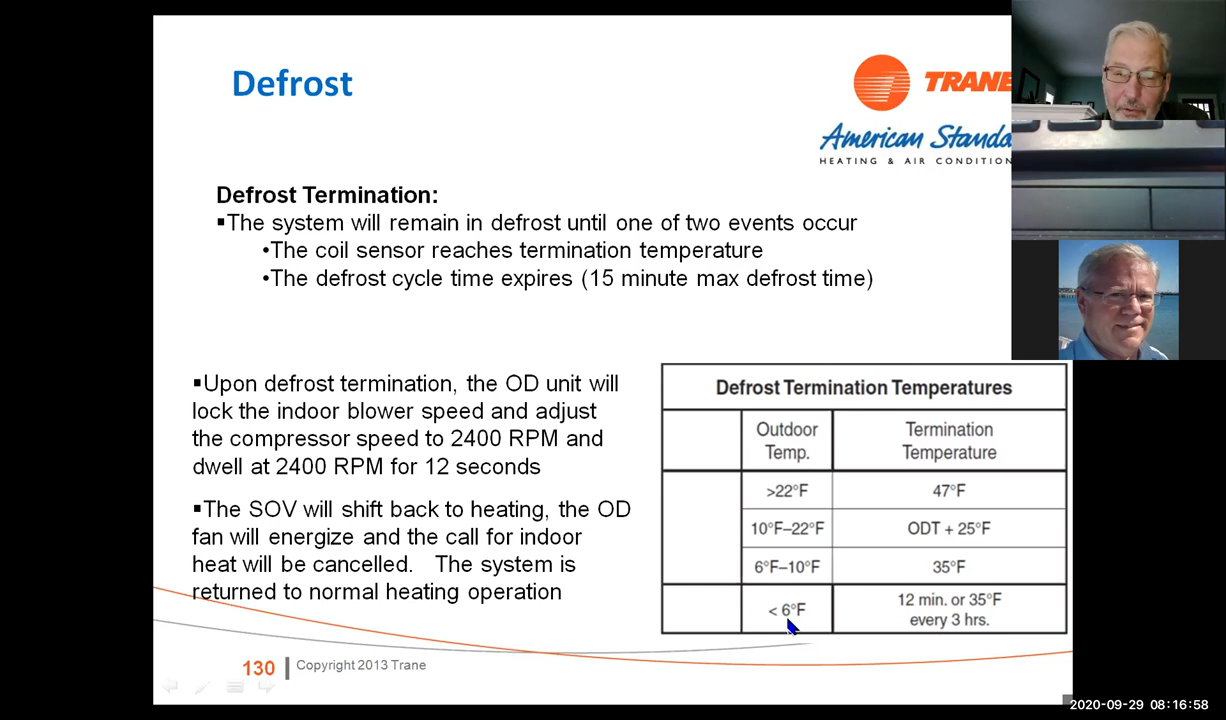 Defrost
TRANE
American Standa
HEATING & AIR CONDITION
Defrost Termination:
▪The system will remain in defrost until one of two events occur
•The coil sensor reaches termination temperature
•The defrost cycle time expires (15 minute max defrost time)
▪Upon defrost termination, the OD unit will
lock the indoor blower speed and adjust
the compressor speed to 2400 RPM and
dwell at 2400 RPM for 12 seconds
▪The SOV will shift back to heating, the OD
fan will energize and the call for indoor
heat will be cancelled. The system is
returned to normal heating operation
Defrost Termination Temperatures
Outdoor Temp. Termination Temperature
>22°F 47°F
10°F–22°F ODT + 25°F
6°F–10°F 35°F
< 6°F 12 min. or 35°F every 3 hrs.
130 Copyright 2013 Trane
2020-09-29 08:16:58